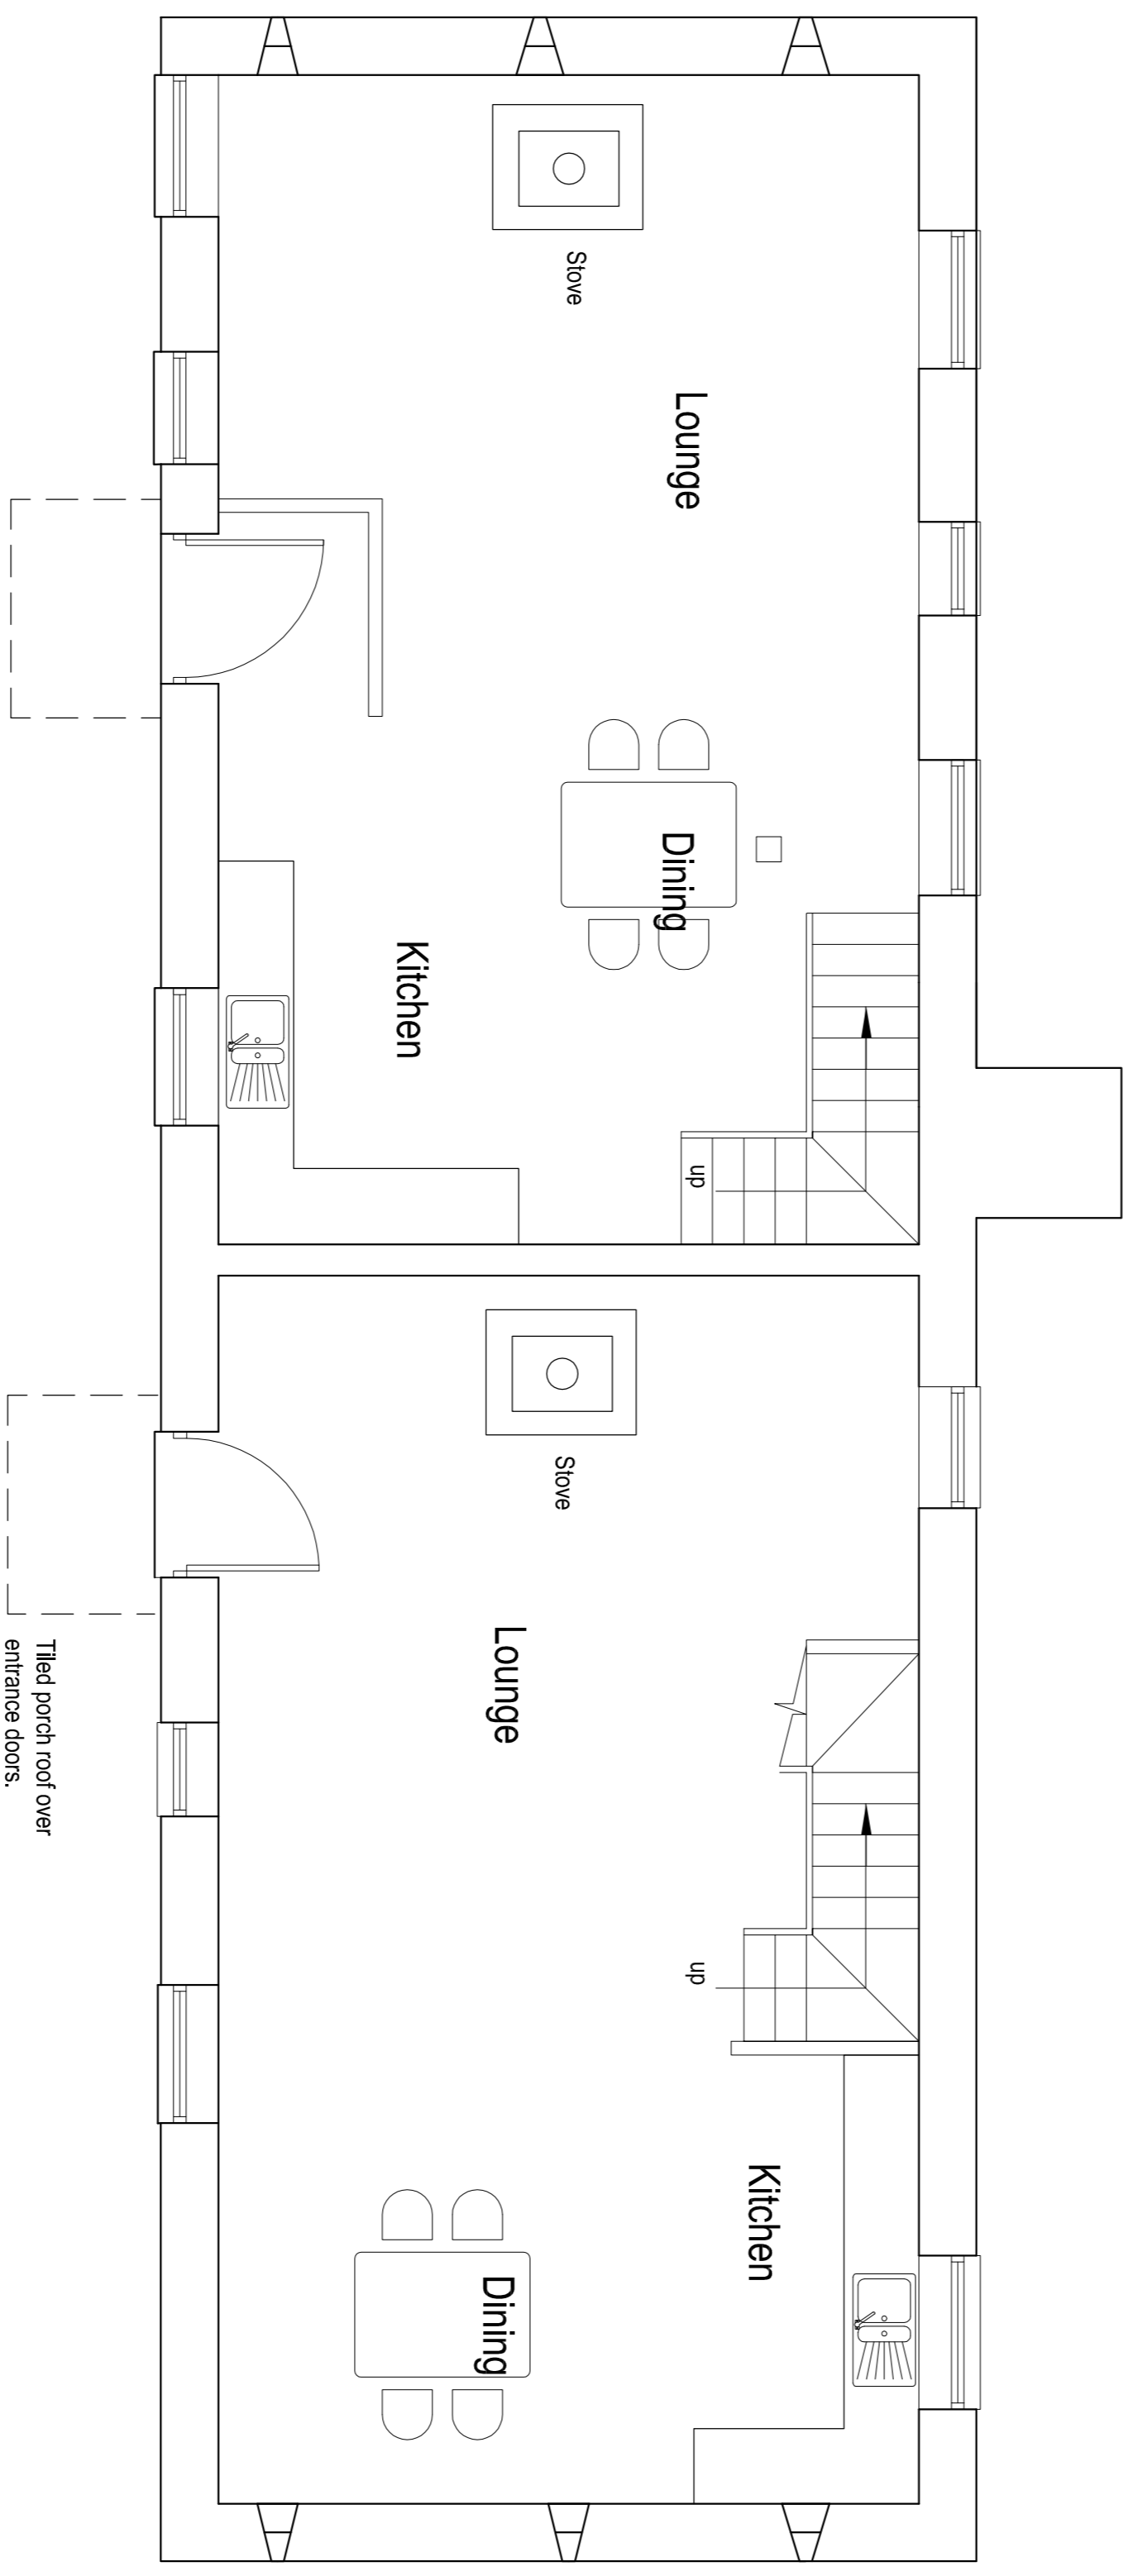 Stove
Lounge
Dining
Kitchen
up
Stove
Lounge
up
Kitchen
Dining
Tiled porch roof over
entrance doors.